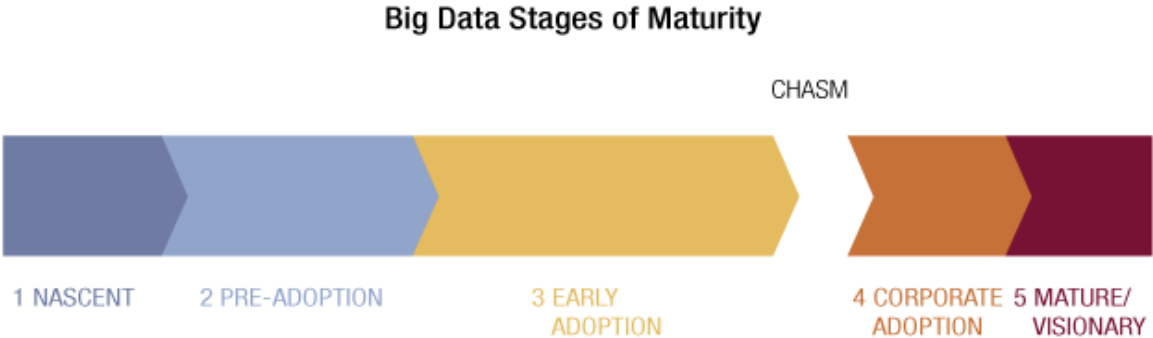 Big Data Stages of Maturity
CHASM
1 NASCENT
2 PRE-ADOPTION
3 EARLY
ADOPTION
4 CORPORATE
ADOPTION
5 MATURE/
VISIONARY